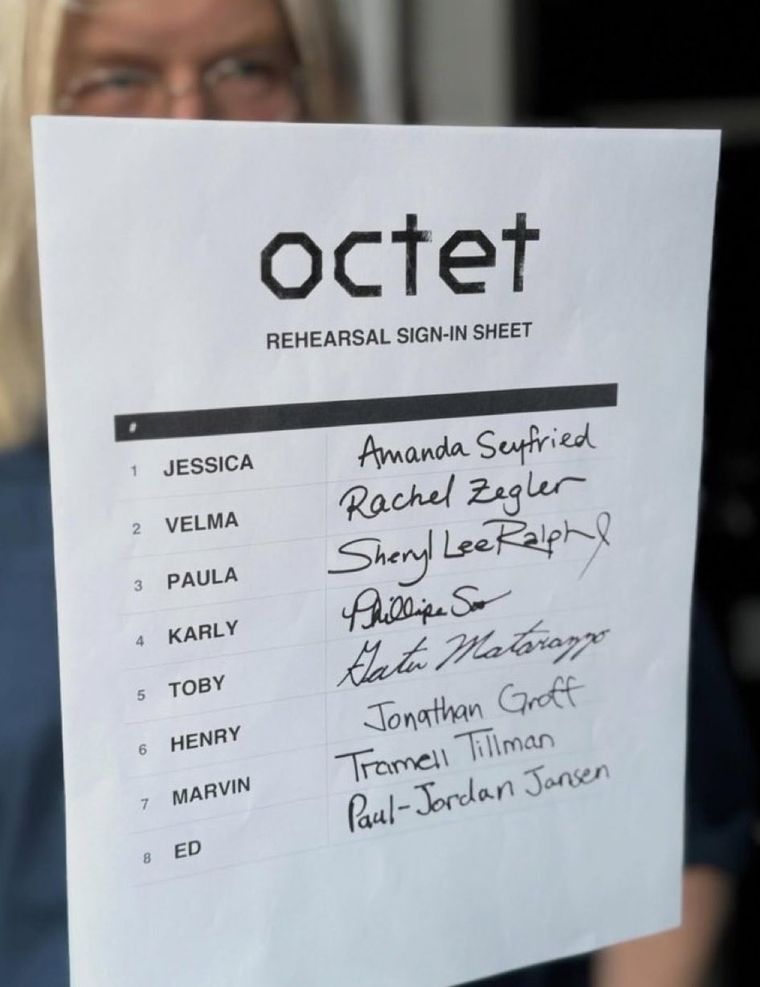 octet
REHEARSAL SIGN-IN SHEET
#
1 JESSICA Amanda Seyfried
2 VELMA Rachel Zegler
3 PAULA Sheryl Lee Ralph
4 KARLY Phillipa Soo
5 TOBY Gaten Matarazzo
6 HENRY Jonathan Groff
7 MARVIN Tramell Tillman
8 ED Paul-Jordan Jansen